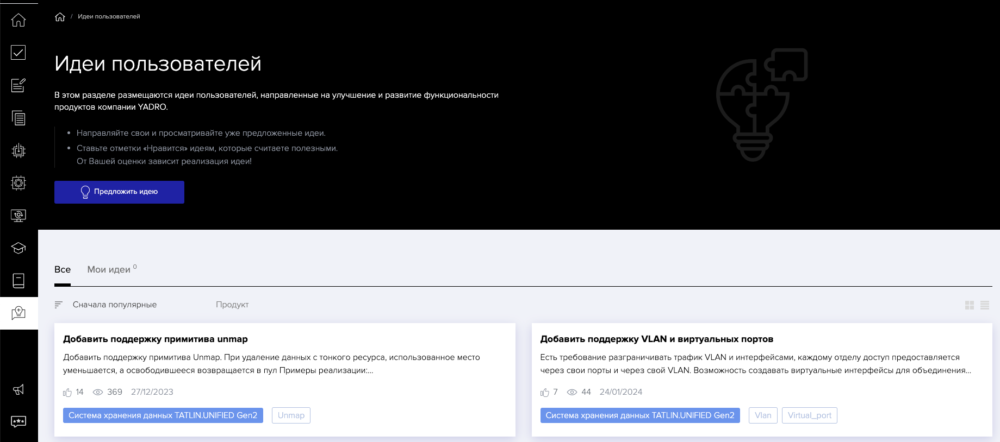 / Идеи пользователей
Идеи пользователей
В этом разделе размещаются идеи пользователей, направленные на улучшение и развитие функциональности
продуктов компании YADRO.
• Направляйте свои и просматривайте уже предложенные идеи.
• Ставьте отметки «Нравится» идеям, которые считаете полезными.
От Вашей оценки зависит реализация идеи!
Предложить идею
Все Мои идеи 0
Сначала популярные Продукт
Добавить поддержку примитива unmap
Добавить поддержку примитива Unmap. При удаление данных с тонкого ресурса, использованное место
уменьшается, а освободившееся возвращается в пул Примеры реализации:...
14 369 27/12/2023
Система хранения данных TATLIN.UNIFIED Gen2 Unmap
Добавить поддержку VLAN и виртуальных портов
Есть требование разграничивать трафик VLAN и интерфейсами, каждому отделу доступ предоставляется
через свои порты и через свой VLAN. Возможность создавать виртуальные интерфейсы для объединения...
7 44 24/01/2024
Система хранения данных TATLIN.UNIFIED Gen2 Vlan Virtual_port